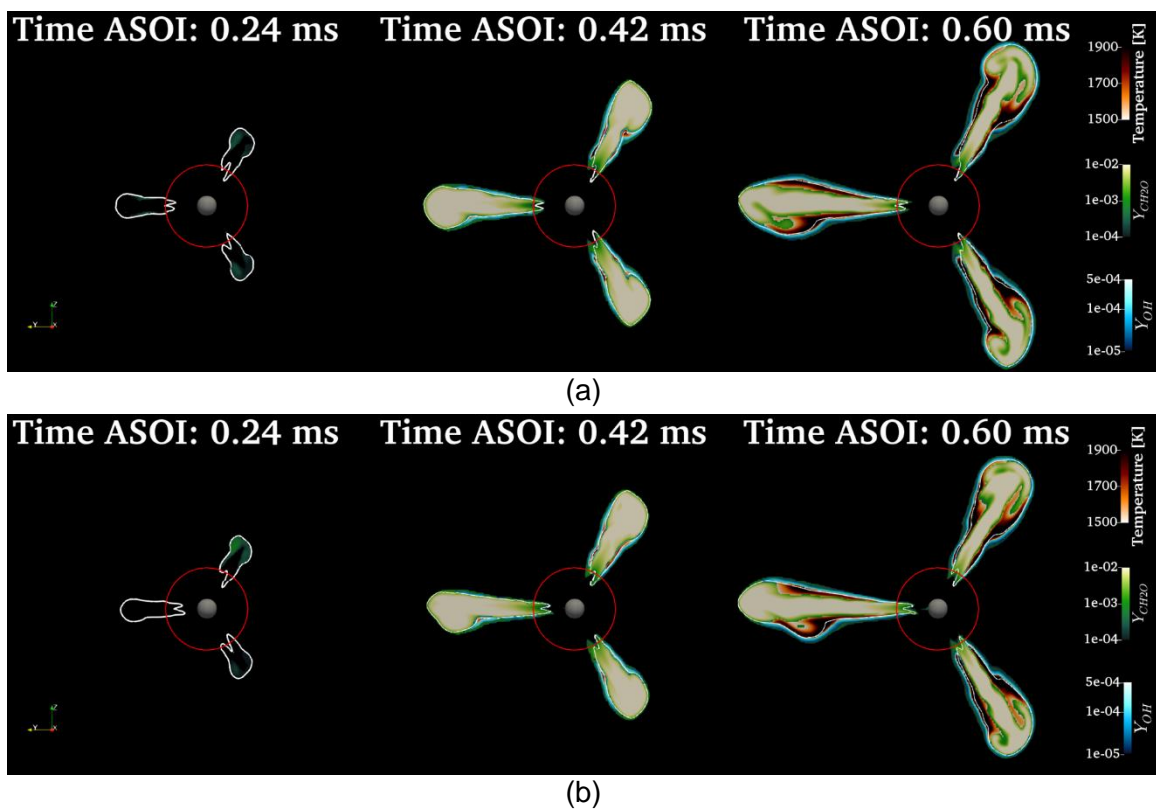 Time ASOI: 0.24 ms
Time ASOI: 0.42 ms
Time ASOI: 0.60 ms
1900
1700
1500
Temperature [K]
1e-02
1e-03
1e-04
Y_CH2O
5e-04
1e-04
1e-05
Y_OH
Z
Y
X
(a)
Time ASOI: 0.24 ms
Time ASOI: 0.42 ms
Time ASOI: 0.60 ms
1900
1700
1500
Temperature [K]
1e-02
1e-03
1e-04
Y_CH2O
5e-04
1e-04
1e-05
Y_OH
Z
Y
X
(b)